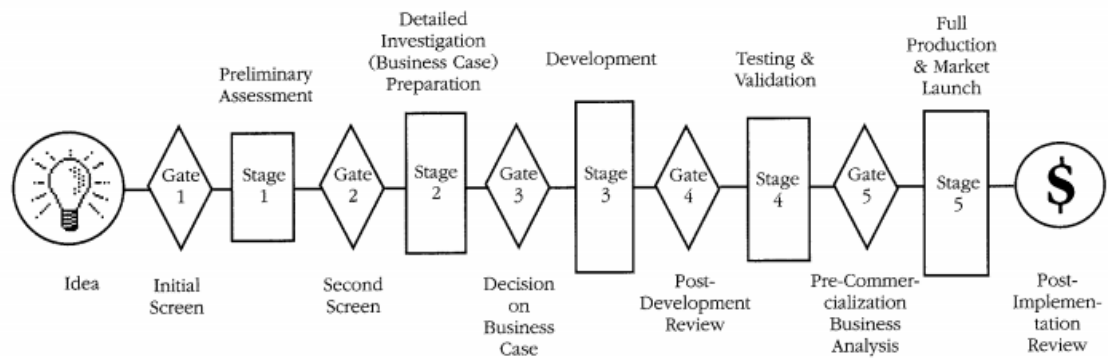 Preliminary
Assessment
Detailed
Investigation
(Business Case)
Preparation
Development
Testing &
Validation
Full
Production
& Market
Launch
Gate
1
Stage
1
Gate
2
Stage
2
Gate
3
Stage
3
Gate
4
Stage
4
Gate
5
Stage
5
$
Idea
Initial
Screen
Second
Screen
Decision
on
Business
Case
Post-
Development
Review
Pre-Commer-
cialization
Business
Analysis
Post-
Implemen-
tation
Review